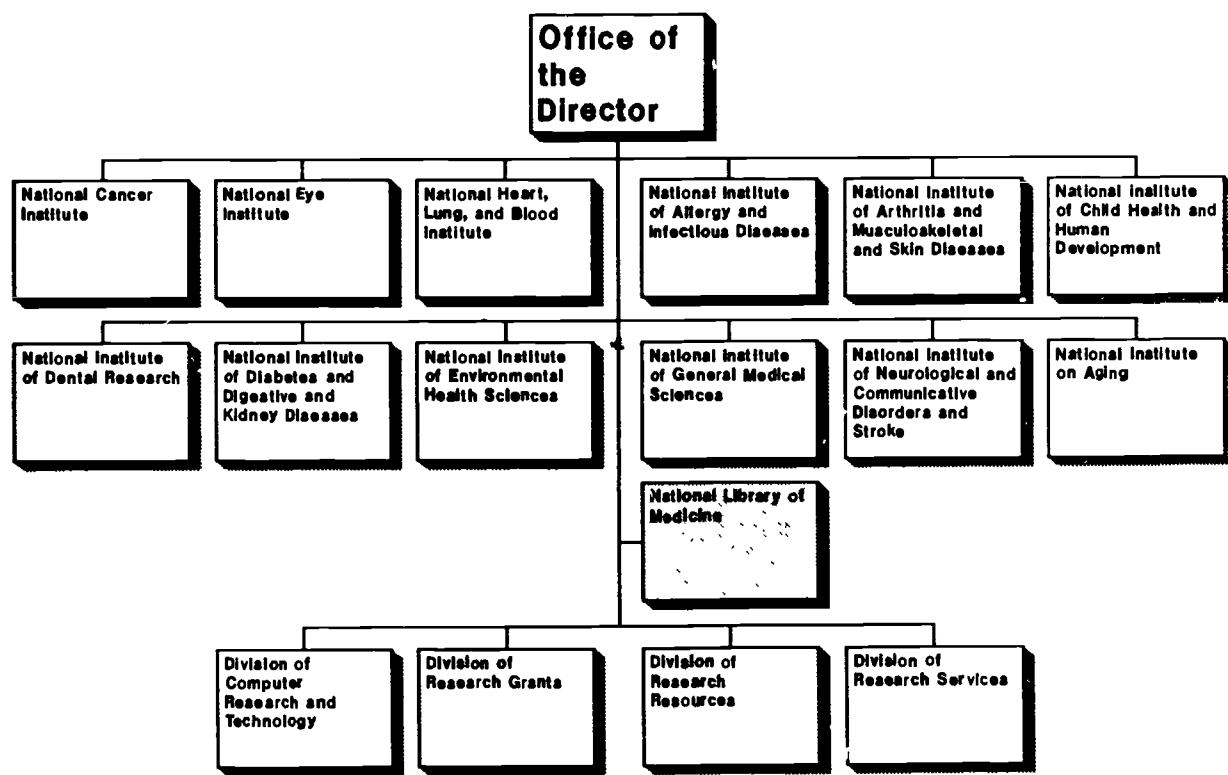 Office of
the
Director
National Cancer
Institute
National Eye
Institute
National Heart,
Lung, and Blood
Institute
National Institute
of Allergy and
Infectious Diseases
National Institute
of Arthritis and
Musculoskeletal
and Skin Diseases
National Institute
of Child Health and
Human
Development
National Institute
of Dental Research
National Institute
of Diabetes and
Digestive and
Kidney Diseases
National Institute
of Environmental
Health Sciences
National Institute
of General Medical
Sciences
National Institute
of Neurological and
Communicative
Disorders and
Stroke
National Institute
on Aging
National Library of
Medicine
Division of
Computer
Research and
Technology
Division of
Research Grants
Division of
Research
Resources
Division of
Research Services